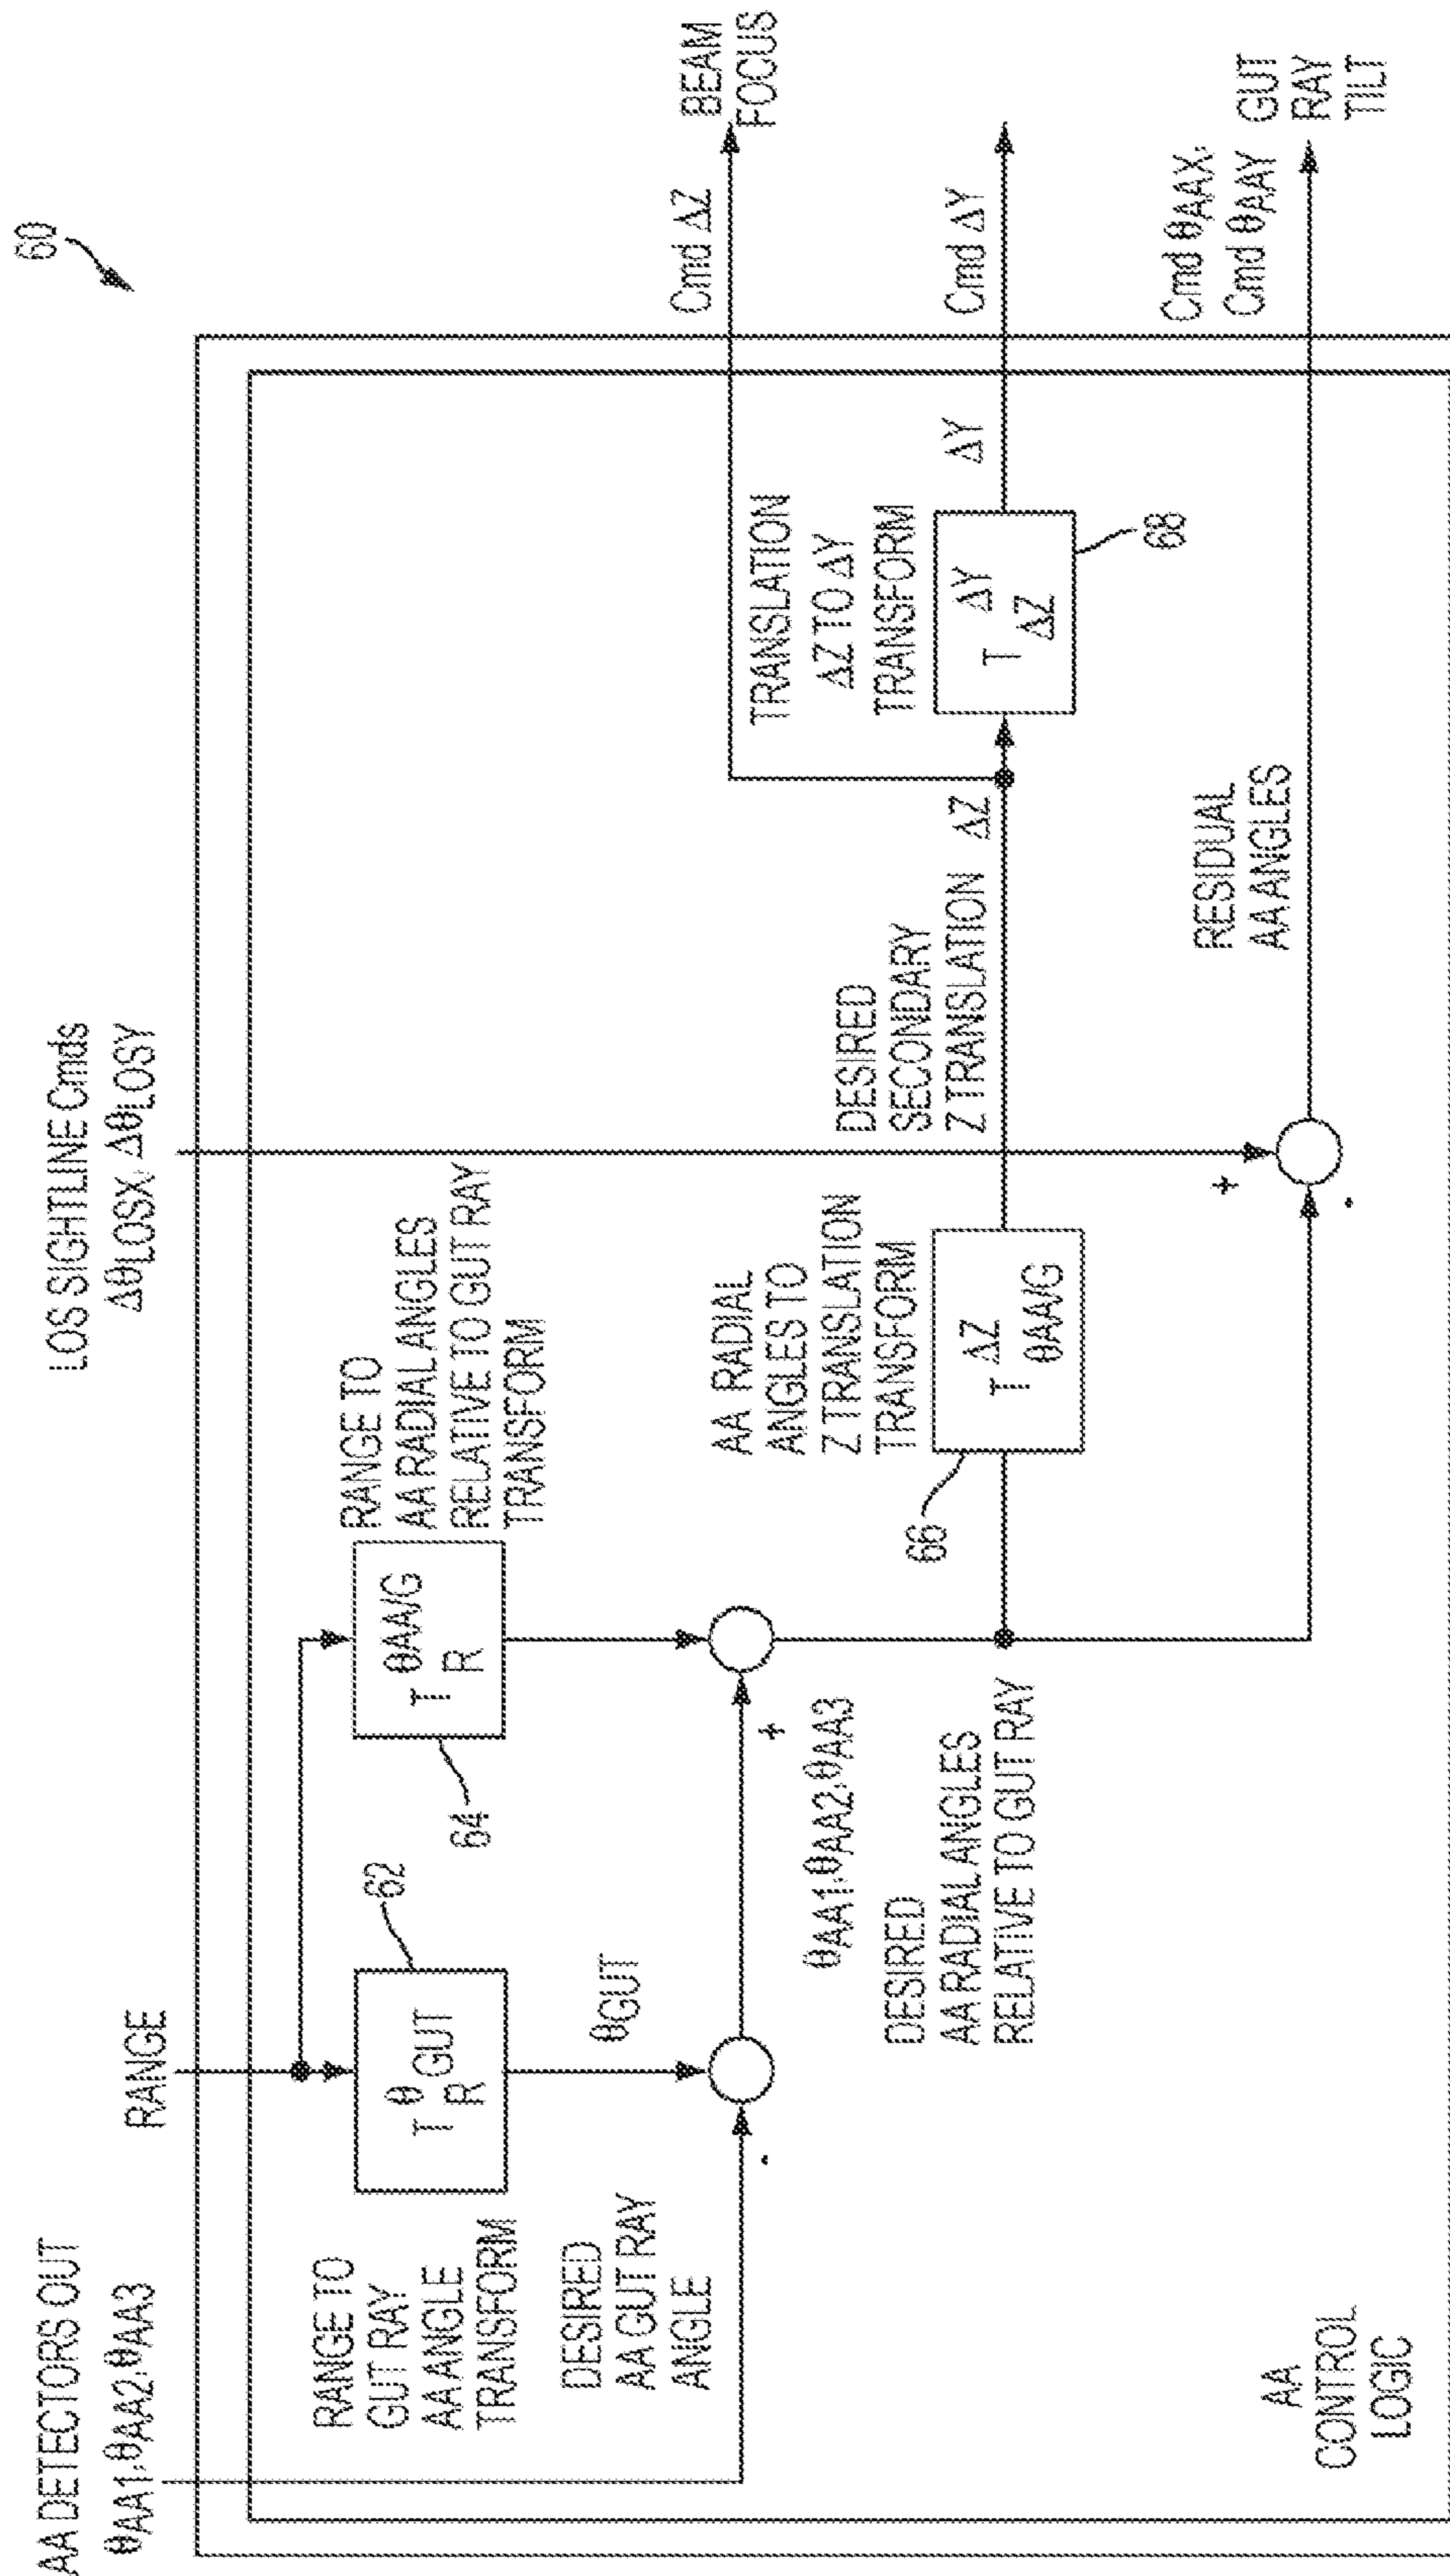 60
AA DETECTORS OUT
θAA1,θAA2,θAA3
RANGE
LOS SIGHTLINE Cmds
ΔθLOSX, ΔθLOSY
RANGE TO
GUT RAY
AA ANGLE
TRANSFORM
T θGUT
R
62
64
T θAA/G
R
RANGE TO
AA RADIAL ANGLES
RELATIVE TO GUT RAY
TRANSFORM
DESIRED
AA GUT RAY
ANGLE
θGUT
-
+
θAA1,θAA2,θAA3
DESIRED
AA RADIAL ANGLES
RELATIVE TO GUT RAY
AA RADIAL
ANGLES TO
Z TRANSLATION
TRANSFORM
66
T ΔZ
θAA/G
DESIRED
SECONDARY
Z TRANSLATION ΔZ
TRANSLATION
ΔZ TO ΔY
TRANSFORM
T ΔY
ΔZ
68
ΔY
+
-
RESIDUAL
AA ANGLES
Cmd ΔZ
BEAM
FOCUS
Cmd ΔY
Cmd θAAX,
Cmd θAAY
GUT
RAY
TILT
AA
CONTROL
LOGIC